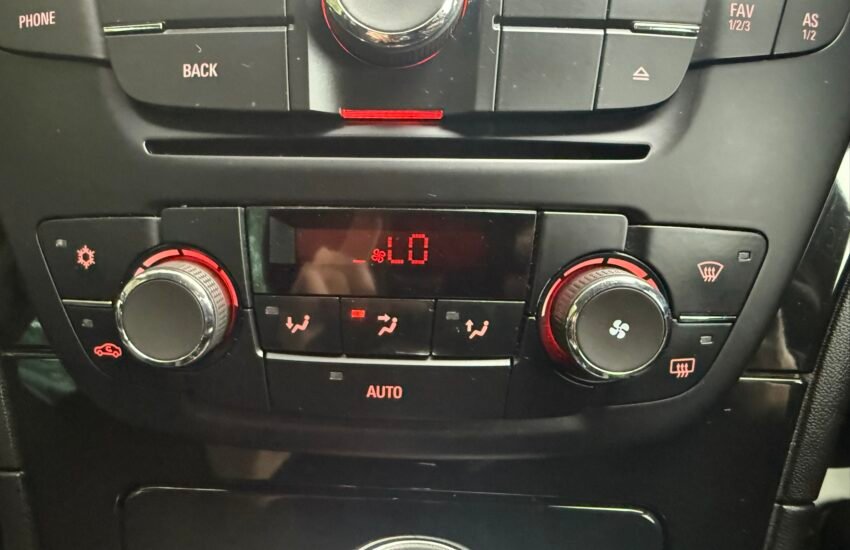 PHONE
FAV
1/2/3
AS
1/2
BACK
LO
AUTO